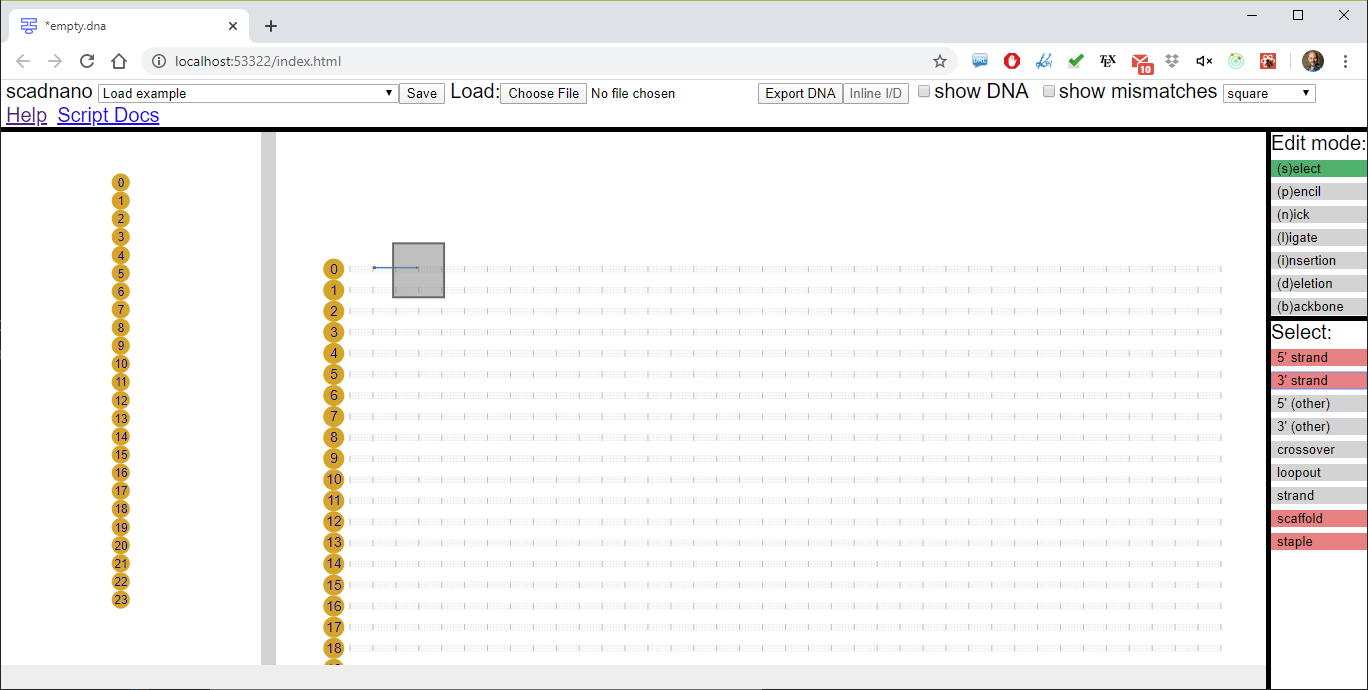 *empty.dna
localhost:53322/index.html
10
scadnano Load example Save Load: Choose File No file chosen Export DNA Inline I/D show DNA show mismatches square
Help Script Docs
0
1
2
3
4
5
6
7
8
9
10
11
12
13
14
15
16
17
18
19
20
21
22
23
0
1
2
3
4
5
6
7
8
9
10
11
12
13
14
15
16
17
18
Edit mode:
(s)elect
(p)encil
(n)ick
(l)igate
(i)nsertion
(d)eletion
(b)ackbone
Select:
5' strand
3' strand
5' (other)
3' (other)
crossover
loopout
strand
scaffold
staple